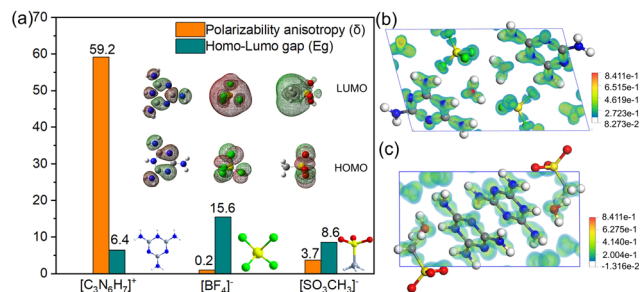 (a)
Polarizability anisotropy (δ)
Homo-Lumo gap (Eg)
70
60
50
40
30
20
10
0
59.2
6.4
0.2
15.6
3.7
8.6
LUMO
HOMO
[C₃N₆H₇]⁺
[BF₄]⁻
[SO₃CH₃]⁻
(b)
8.411e-1
6.515e-1
4.619e-1
2.723e-1
8.273e-2
(c)
8.411e-1
6.275e-1
4.140e-1
2.004e-1
-1.316e-2